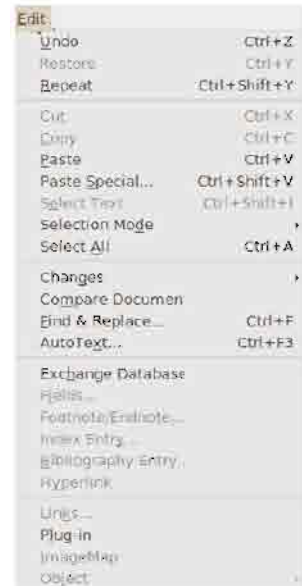 Edit
Undo Ctrl+Z
Restore Ctrl+Y
Repeat Ctrl+Shift+Y
Cut Ctrl+X
Copy Ctrl+C
Paste Ctrl+V
Paste Special... Ctrl+Shift+V
Select Text Ctrl+Shift+I
Selection Mode
Select All Ctrl+A
Changes
Compare Documen
Find & Replace... Ctrl+F
AutoText... Ctrl+F3
Exchange Database
Fields...
Footnote/Endnote...
Index Entry...
Bibliography Entry...
Hyperlink
Links...
Plug-in
ImageMap
Object